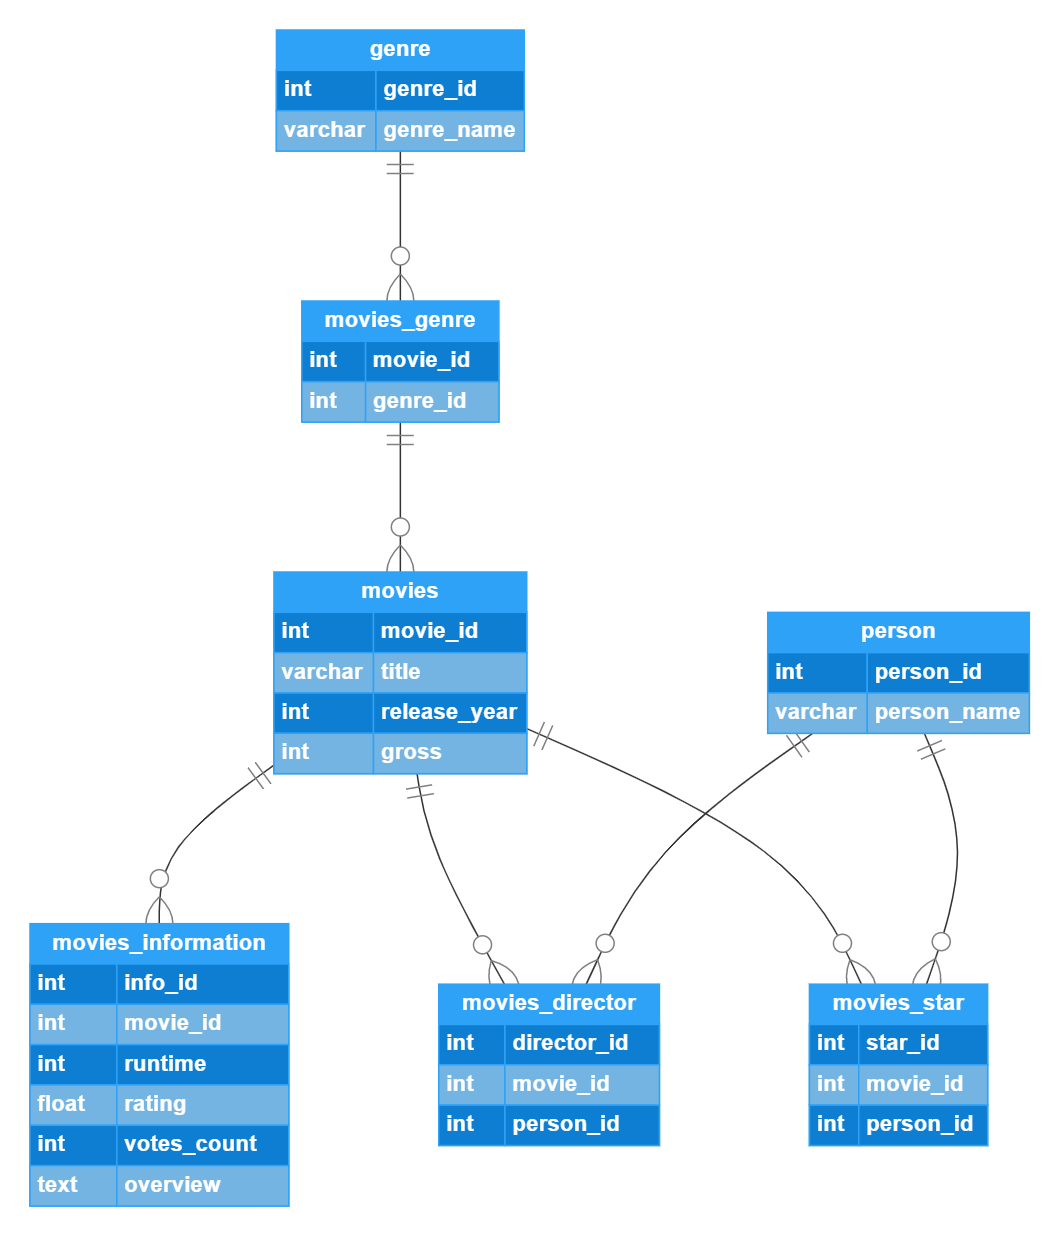 genre
int genre_id
varchar genre_name
movies_genre
int movie_id
int genre_id
movies
int movie_id
varchar title
int release_year
int gross
person
int person_id
varchar person_name
movies_information
int info_id
int movie_id
int runtime
float rating
int votes_count
text overview
movies_director
int director_id
int movie_id
int person_id
movies_star
int star_id
int movie_id
int person_id